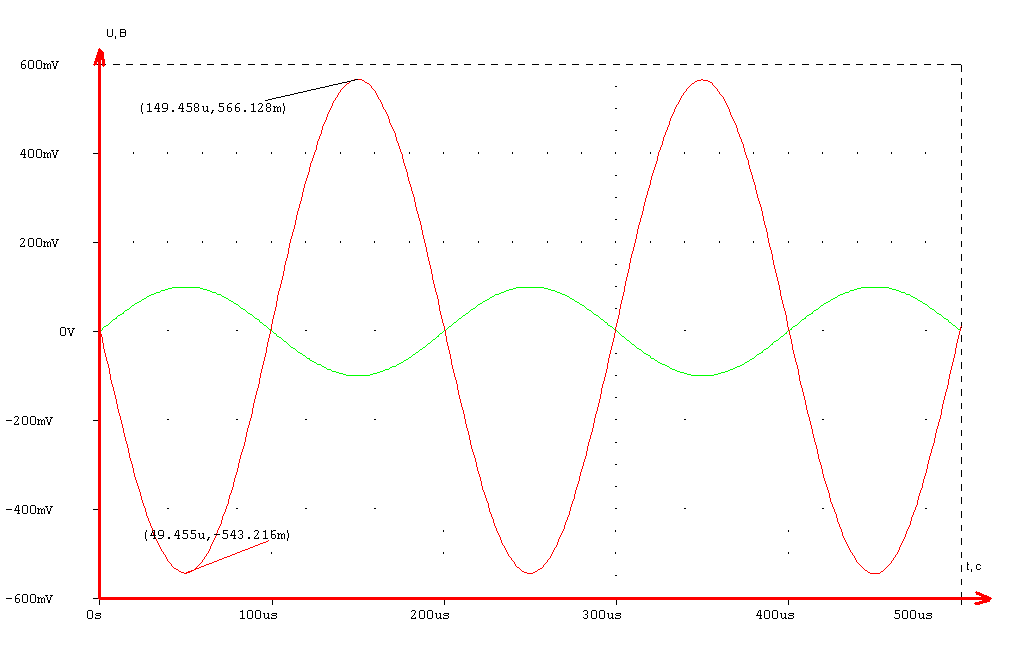 U,В
600mV
(149.458u,566.128m)
400mV
200mV
0V
-200mV
-400mV
(49.455u,-543.216m)
t,с
-600mV
0s 100us 200us 300us 400us 500us